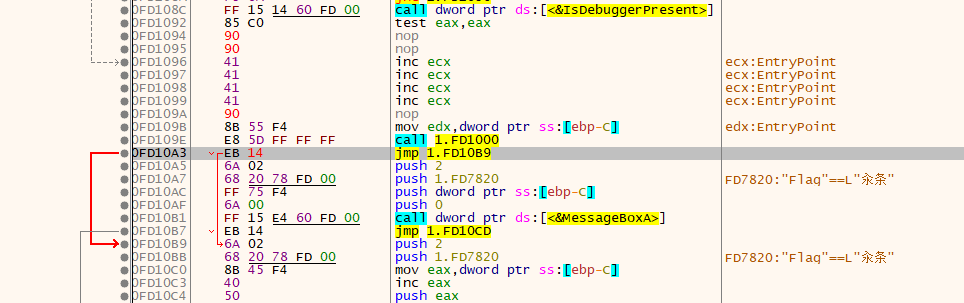 0FD108C FF 15 14 60 FD 00 call dword ptr ds:[<&IsDebuggerPresent>]
0FD1092 85 C0 test eax,eax
0FD1094 90 nop
0FD1095 90 nop
0FD1096 41 inc ecx ecx:EntryPoint
0FD1097 41 inc ecx ecx:EntryPoint
0FD1098 41 inc ecx ecx:EntryPoint
0FD1099 41 inc ecx ecx:EntryPoint
0FD109A 90 nop
0FD109B 8B 55 F4 mov edx,dword ptr ss:[ebp-C] edx:EntryPoint
0FD109E E8 5D FF FF FF call 1.FD1000
0FD10A3 EB 14 jmp 1.FD10B9
0FD10A5 6A 02 push 2
0FD10A7 68 20 78 FD 00 push 1.FD7820 FD7820:"Flag"==L"汆条"
0FD10AC FF 75 F4 push dword ptr ss:[ebp-C]
0FD10AF 6A 00 push 0
0FD10B1 FF 15 E4 60 FD 00 call dword ptr ds:[<&MessageBoxA>]
0FD10B7 EB 14 jmp 1.FD10CD
0FD10B9 6A 02 push 2
0FD10BB 68 20 78 FD 00 push 1.FD7820 FD7820:"Flag"==L"汆条"
0FD10C0 8B 45 F4 mov eax,dword ptr ss:[ebp-C]
0FD10C3 40 inc eax
0FD10C4 50 push eax